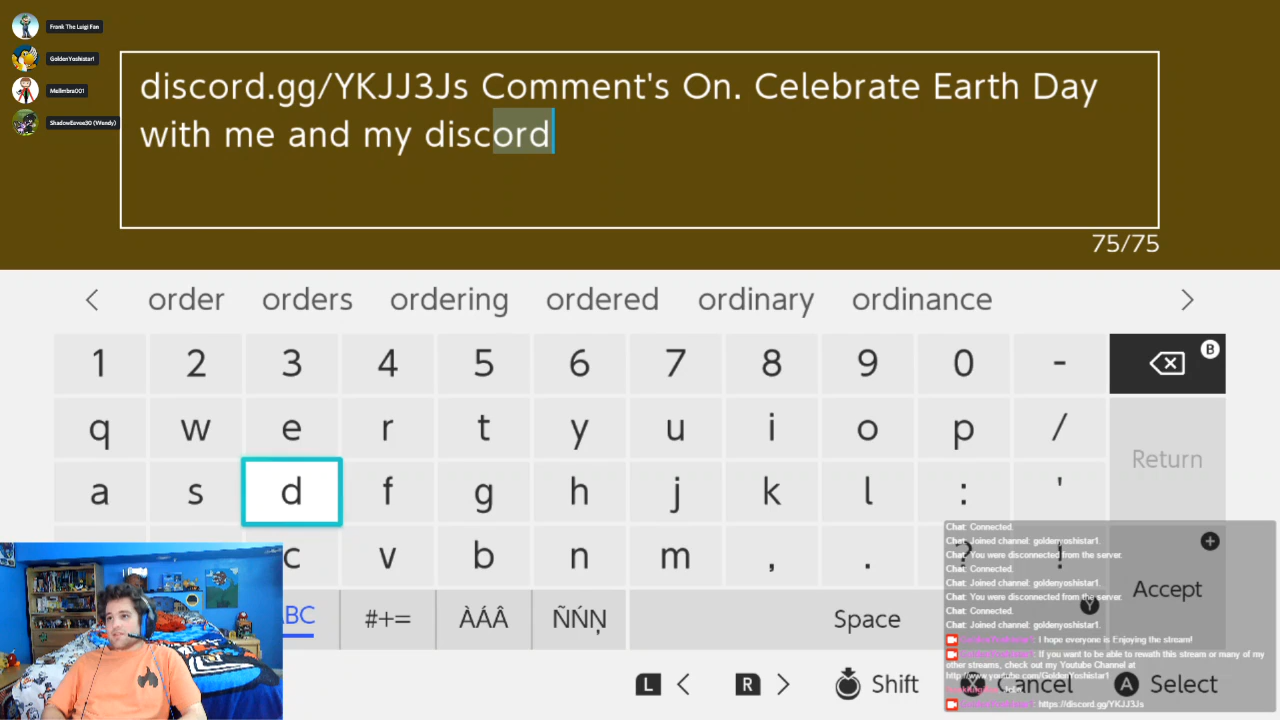 Fronk The Luigi Fan
GoldenYoshistar1
Mellmbra001
ShadowEevee30 (Wendy)
discord.gg/YKJJ3Js Comment's On. Celebrate Earth Day
with me and my discord
75/75
order orders ordering ordered ordinary ordinance
1 2 3 4 5 6 7 8 9 0 -
B
q w e r t y u i o p /
Return
a s d f g h j k l : '
c v b n m , . ? !
Accept
ABC #+= ÀÁÂ ÑŃŅ Space
Y
L R Shift X Cancel A Select
Chat: Connected.
Chat: Joined channel: goldenyoshistar1.
Chat: You were disconnected from the server.
Chat: Connected.
Chat: Joined channel: goldenyoshistar1.
Chat: You were disconnected from the server.
Chat: Connected.
Chat: Joined channel: goldenyoshistar1.
I hope everyone is Enjoying the stream!
If you want to be able to rewath this stream or many of my
other streams, check out my Youtube Channel at
http://www.youtube.com/GoldenYoshistar1
https://discord.gg/YKJJ3Js